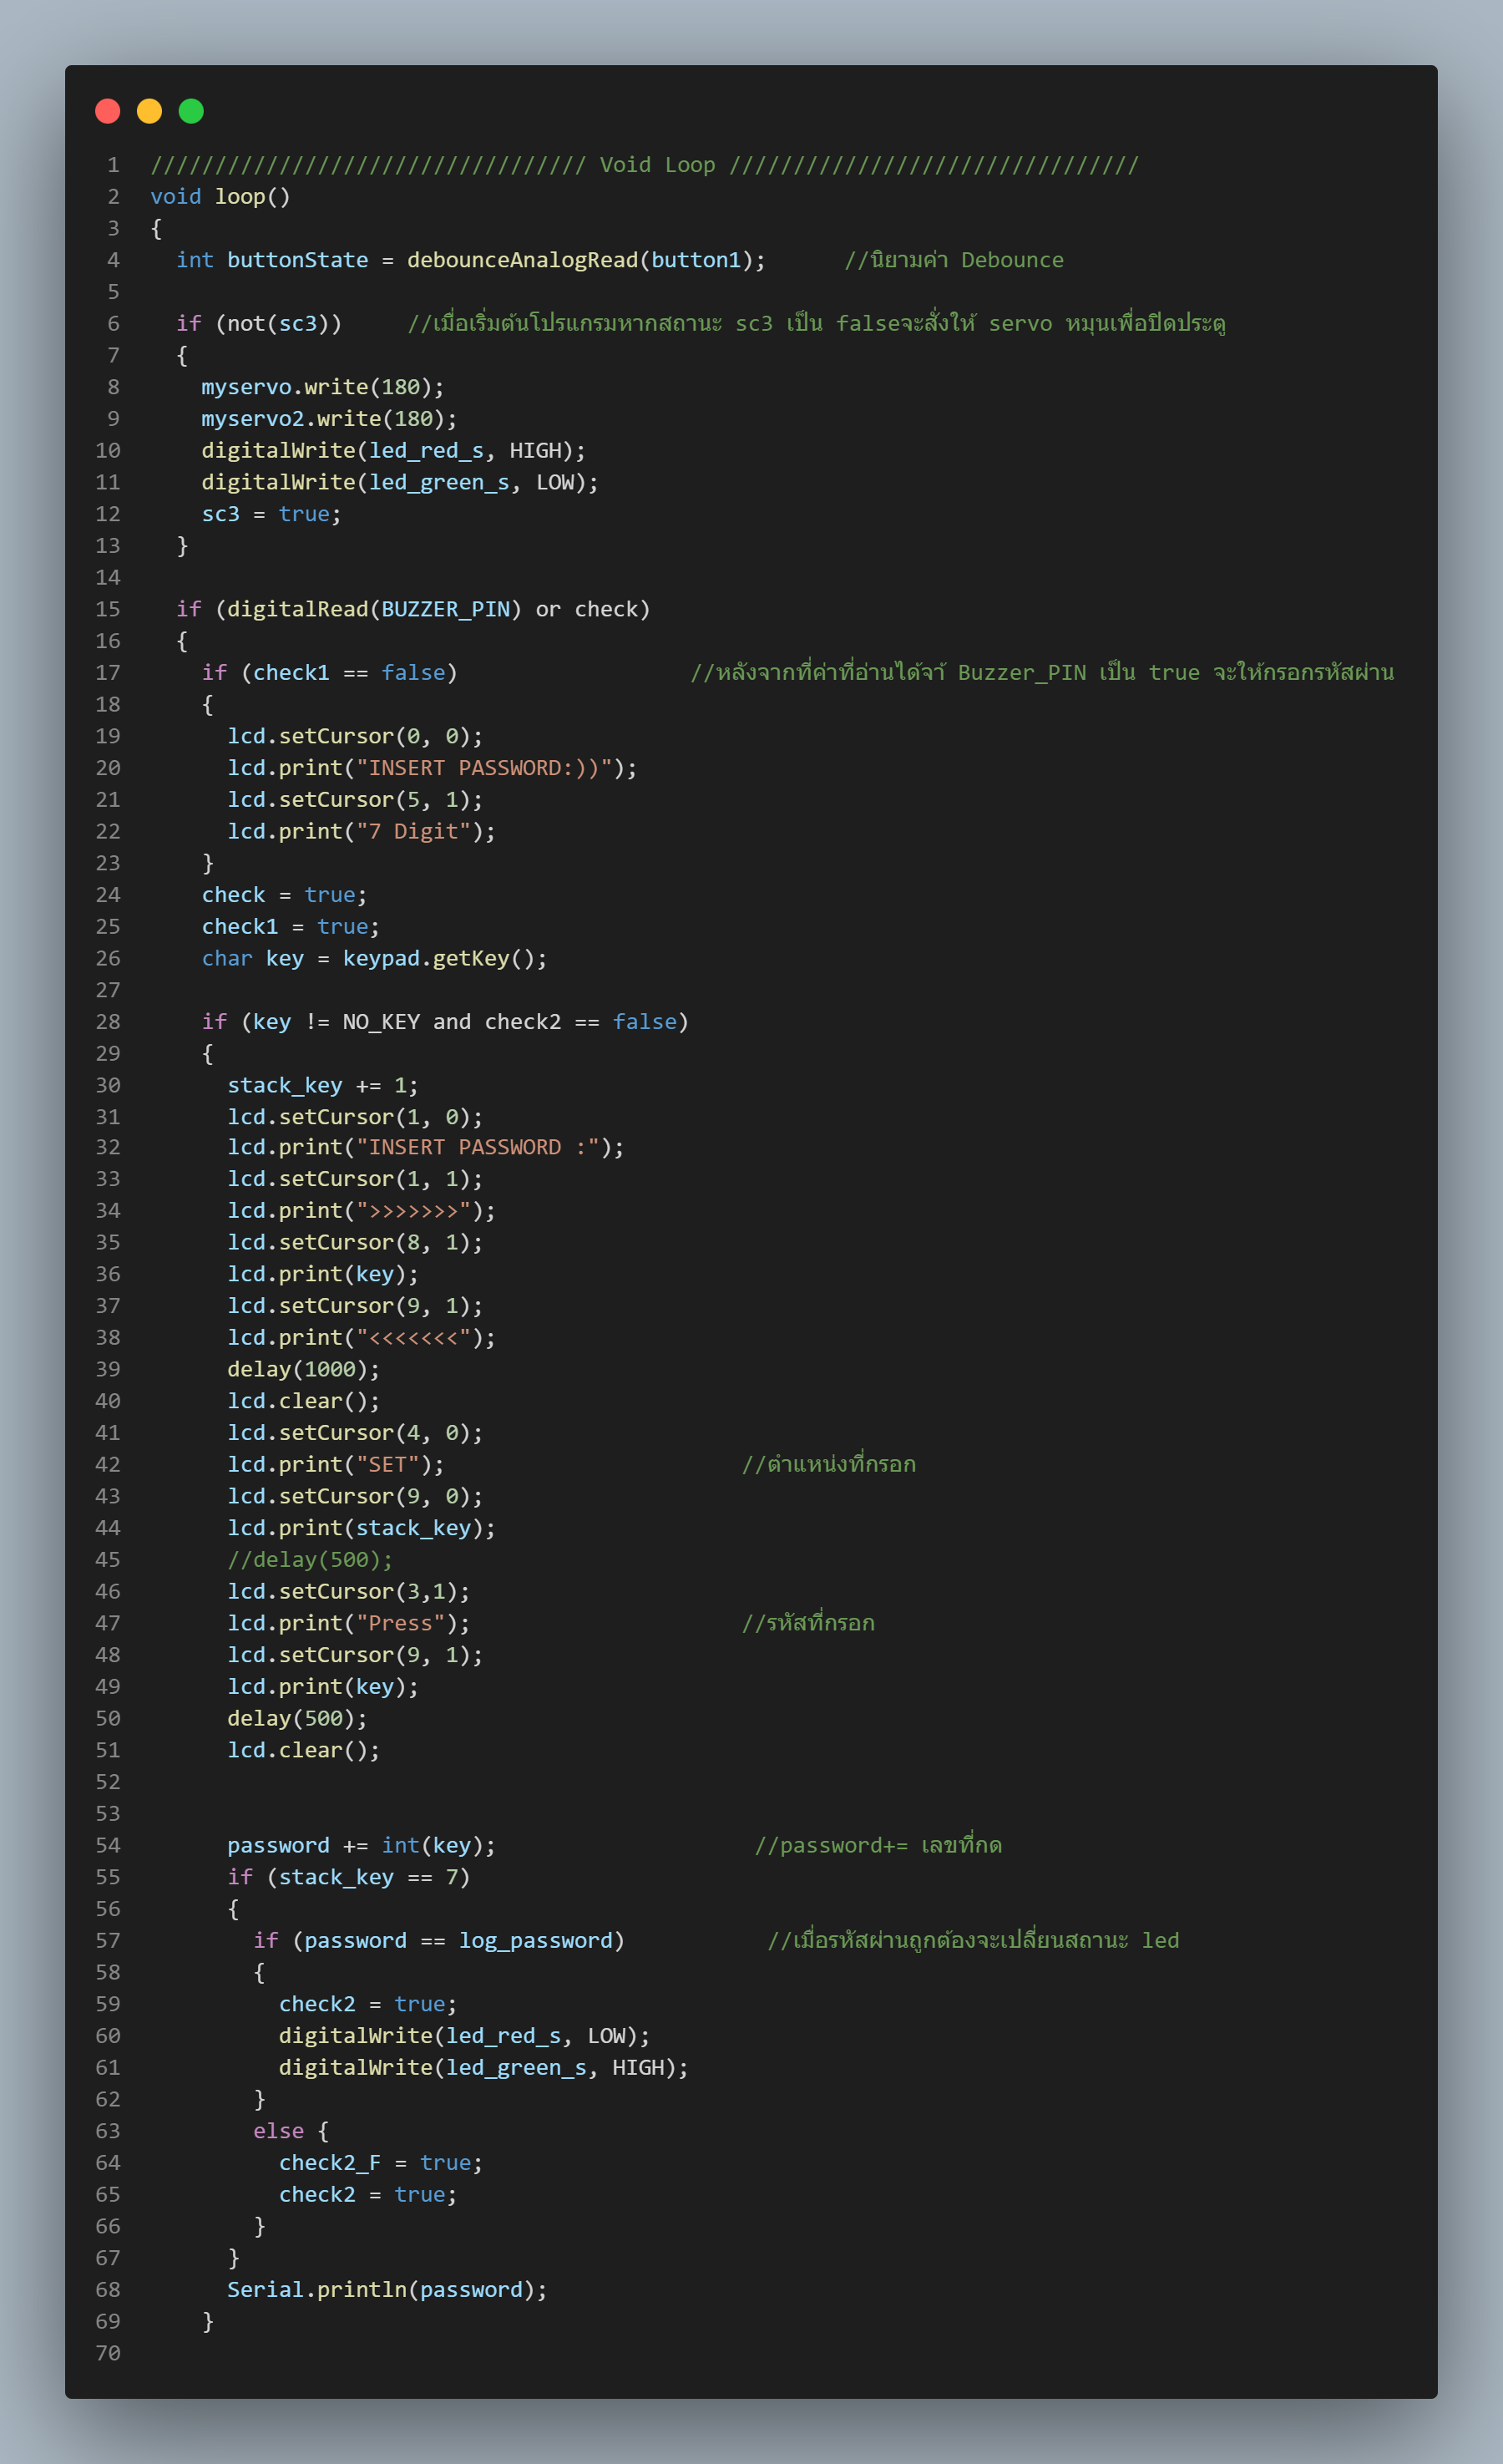 1 ////////////////////////////////// Void Loop ////////////////////////////////
2 void loop()
3 {
4   int buttonState = debounceAnalogRead(button1);      //นิยามค่า Debounce
5
6   if (not(sc3))     //เมื่อเริ่มต้นโปรแกรมหากสถานะ sc3 เป็น falseจะสั่งให้ servo หมุนเพื่อปิดประตู
7   {
8     myservo.write(180);
9     myservo2.write(180);
10     digitalWrite(led_red_s, HIGH);
11     digitalWrite(led_green_s, LOW);
12     sc3 = true;
13   }
14
15   if (digitalRead(BUZZER_PIN) or check)
16   {
17     if (check1 == false)                  //หลังจากที่ค่าที่อ่านได้จา้ Buzzer_PIN เป็น true จะให้กรอกรหัสผ่าน
18     {
19       lcd.setCursor(0, 0);
20       lcd.print("INSERT PASSWORD:))");
21       lcd.setCursor(5, 1);
22       lcd.print("7 Digit");
23     }
24     check = true;
25     check1 = true;
26     char key = keypad.getKey();
27
28     if (key != NO_KEY and check2 == false)
29     {
30       stack_key += 1;
31       lcd.setCursor(1, 0);
32       lcd.print("INSERT PASSWORD :");
33       lcd.setCursor(1, 1);
34       lcd.print(">>>>>>>");
35       lcd.setCursor(8, 1);
36       lcd.print(key);
37       lcd.setCursor(9, 1);
38       lcd.print("<<<<<<<");
39       delay(1000);
40       lcd.clear();
41       lcd.setCursor(4, 0);
42       lcd.print("SET");                       //ตำแหน่งที่กรอก
43       lcd.setCursor(9, 0);
44       lcd.print(stack_key);
45       //delay(500);
46       lcd.setCursor(3,1);
47       lcd.print("Press");                     //รหัสที่กรอก
48       lcd.setCursor(9, 1);
49       lcd.print(key);
50       delay(500);
51       lcd.clear();
52
53
54       password += int(key);                    //password+= เลขที่กด
55       if (stack_key == 7)
56       {
57         if (password == log_password)           //เมื่อรหัสผ่านถูกต้องจะเปลี่ยนสถานะ led
58         {
59           check2 = true;
60           digitalWrite(led_red_s, LOW);
61           digitalWrite(led_green_s, HIGH);
62         }
63         else {
64           check2_F = true;
65           check2 = true;
66         }
67       }
68       Serial.println(password);
69     }
70